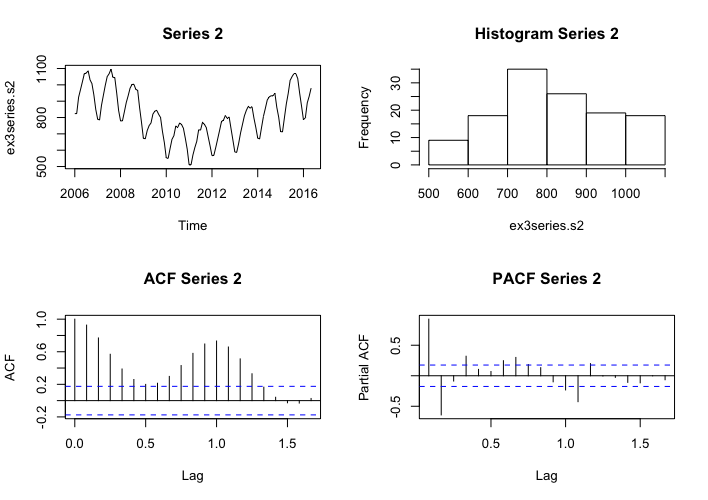 Series 2
ex3series.s2
500
800
1100
2006
2008
2010
2012
2014
2016
Time
Histogram Series 2
Frequency
0
10
20
30
500
600
700
800
900
1000
ex3series.s2
ACF Series 2
ACF
-0.2
0.2
0.6
1.0
0.0
0.5
1.0
1.5
Lag
PACF Series 2
Partial ACF
-0.5
0.5
0.5
1.0
1.5
Lag